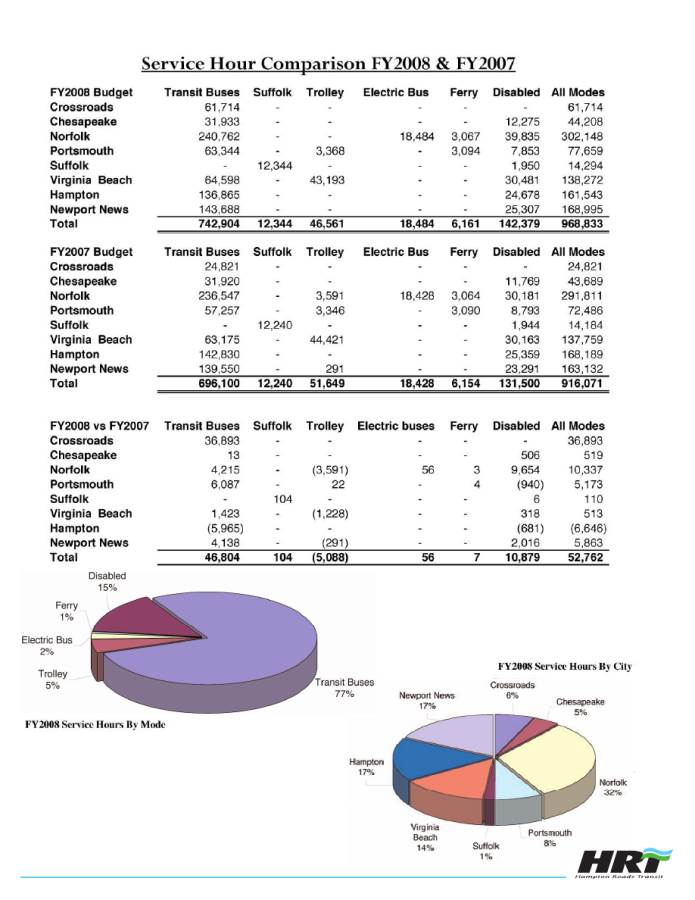 Service Hour Comparison FY2008 & FY2007
FY2008 Budget Transit Buses Suffolk Trolley Electric Bus Ferry Disabled All Modes
Crossroads 61,714 - - - - - 61,714
Chesapeake 31,933 - - - - 12,275 44,208
Norfolk 240,762 - - 18,484 3,067 39,835 302,148
Portsmouth 63,344 - 3,368 - 3,094 7,853 77,659
Suffolk - 12,344 - - - 1,950 14,294
Virginia Beach 64,598 - 43,193 - - 30,481 138,272
Hampton 136,865 - - - - 24,678 161,543
Newport News 143,688 - - - - 25,307 168,995
Total 742,904 12,344 46,561 18,484 6,161 142,379 968,833
FY2007 Budget Transit Buses Suffolk Trolley Electric Bus Ferry Disabled All Modes
Crossroads 24,821 - - - - - 24,821
Chesapeake 31,920 - - - - 11,769 43,689
Norfolk 236,547 - 3,591 18,428 3,064 30,181 291,811
Portsmouth 57,257 - 3,346 - 3,090 8,793 72,486
Suffolk - 12,240 - - - 1,944 14,184
Virginia Beach 63,175 - 44,421 - - 30,163 137,759
Hampton 142,830 - - - - 25,359 168,189
Newport News 139,550 - 291 - - 23,291 163,132
Total 696,100 12,240 51,649 18,428 6,154 131,500 916,071
FY2008 vs FY2007 Transit Buses Suffolk Trolley Electric buses Ferry Disabled All Modes
Crossroads 36,893 - - - - - 36,893
Chesapeake 13 - - - - 506 519
Norfolk 4,215 - (3,591) 56 3 9,654 10,337
Portsmouth 6,087 - 22 - 4 (940) 5,173
Suffolk - 104 - - - 6 110
Virginia Beach 1,423 - (1,228) - - 318 513
Hampton (5,965) - - - - (681) (6,646)
Newport News 4,138 - (291) - - 2,016 5,863
Total 46,804 104 (5,088) 56 7 10,879 52,762
Disabled
15%
Ferry
1%
Electric Bus
2%
Trolley
5%
Transit Buses
77%
FY2008 Service Hours By Mode
FY2008 Service Hours By City
Crossroads
6%
Chesapeake
5%
Newport News
17%
Hampton
17%
Norfolk
32%
Virginia
Beach
14%
Suffolk
1%
Portsmouth
8%
HRT
Hampton Roads Transit